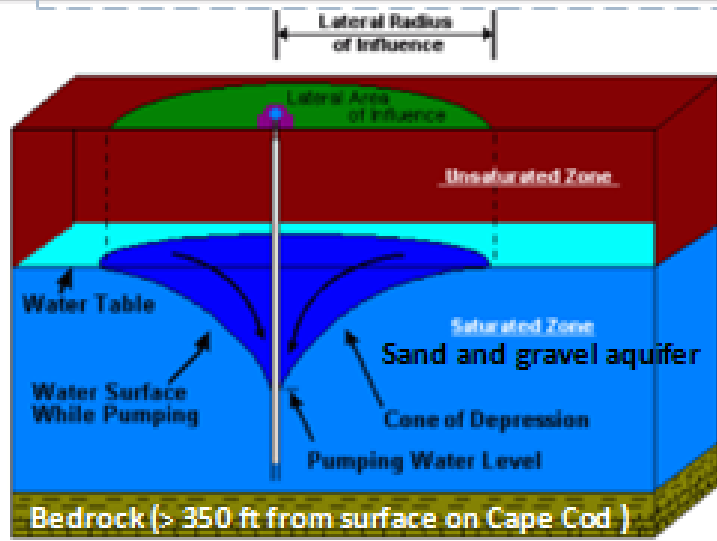 Lateral Radius
of Influence
Lateral Area
of Influence
Unsaturated Zone
Water Table
Saturated Zone
Sand and gravel aquifer
Water Surface
While Pumping
Cone of Depression
Pumping Water Level
Bedrock (> 350 ft from surface on Cape Cod )